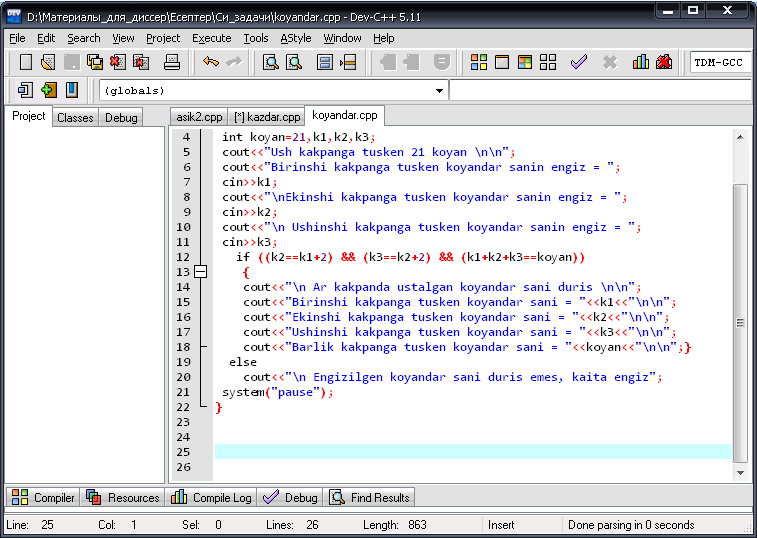 D:\Материалы_для_диссер\Есептер\Си_задачи\koyandar.cpp - Dev-C++ 5.11
File Edit Search View Project Execute Tools AStyle Window Help
TDM-GCC
(globals)
Project Classes Debug asik2.cpp [*] kazdar.cpp koyandar.cpp
4 int koyan=21,k1,k2,k3;
5 cout<<"Ush kakpanga tusken 21 koyan \n\n";
6 cout<<"Birinshi kakpanga tusken koyandar sanin engiz = ";
7 cin>>k1;
8 cout<<"\nEkinshi kakpanga tusken koyandar sanin engiz = ";
9 cin>>k2;
10 cout<<"\n Ushinshi kakpanga tusken koyandar sanin engiz = ";
11 cin>>k3;
12 if ((k2==k1+2) && (k3==k2+2) && (k1+k2+k3==koyan))
13 {
14 cout<<"\n Ar kakpanda ustalgan koyandar sani duris \n\n";
15 cout<<"Birinshi kakpanga tusken koyandar sani = "<<k1<<"\n\n";
16 cout<<"Ekinshi kakpanga tusken koyandar sani = "<<k2<<"\n\n";
17 cout<<"Ushinshi kakpanga tusken koyandar sani = "<<k3<<"\n\n";
18 cout<<"Barlik kakpanga tusken koyandar sani = "<<koyan<<"\n\n";}
19 else
20 cout<<"\n Engizilgen koyandar sani duris emes, kaita engiz";
21 system("pause");
22 }
23
24
25
26
Compiler Resources Compile Log Debug Find Results
Line: 25 Col: 1 Sel: 0 Lines: 26 Length: 863 Insert Done parsing in 0 seconds